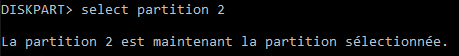 DISKPART> select partition 2
La partition 2 est maintenant la partition sélectionnée.